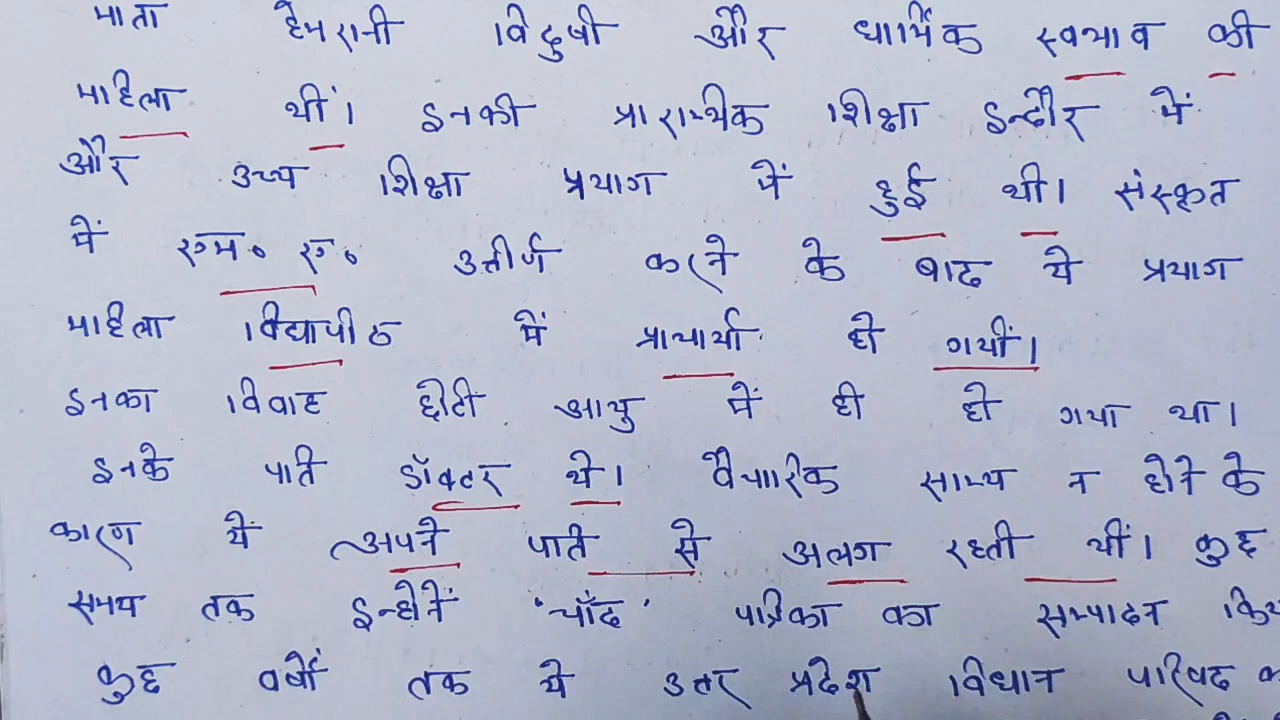 माता हेमरानी विदुषी और धार्मिक स्वभाव की
महिला थीं। इनकी प्रारम्भिक शिक्षा इन्दौर में
और उच्च शिक्षा प्रयाग में हुई थी। संस्कृत
में एम० ए० उत्तीर्ण करने के बाद ये प्रयाग
महिला विद्यापीठ में प्राचार्या हो गयीं।
इनका विवाह छोटी आयु में ही हो गया था।
इनके पति डॉक्टर थे। वैचारिक साम्य न होने के
कारण ये अपने पति से अलग रहती थीं। कुछ
समय तक इन्होनें 'चाँद' पत्रिका का सम्पादन
कुछ वर्षों तक ये उत्तर प्रदेश विधान परिषद